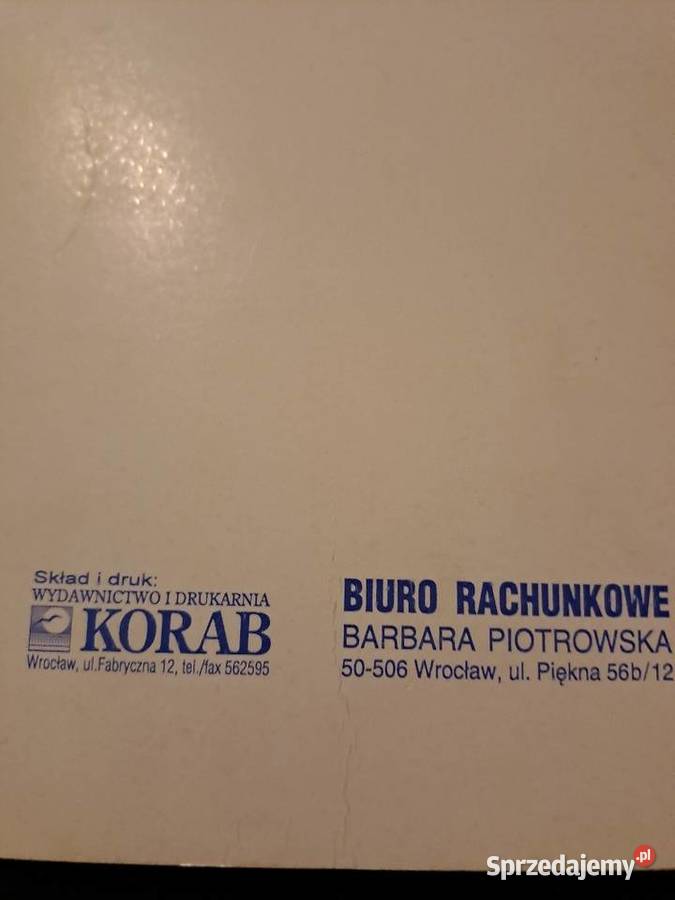 Skład i druk:
WYDAWNICTWO I DRUKARNIA
KORAB
Wrocław, ul.Fabryczna 12, tel./fax 562595
BIURO RACHUNKOWE
BARBARA PIOTROWSKA
50-506 Wrocław, ul. Piękna 56b/12
Sprzedajemy.pl